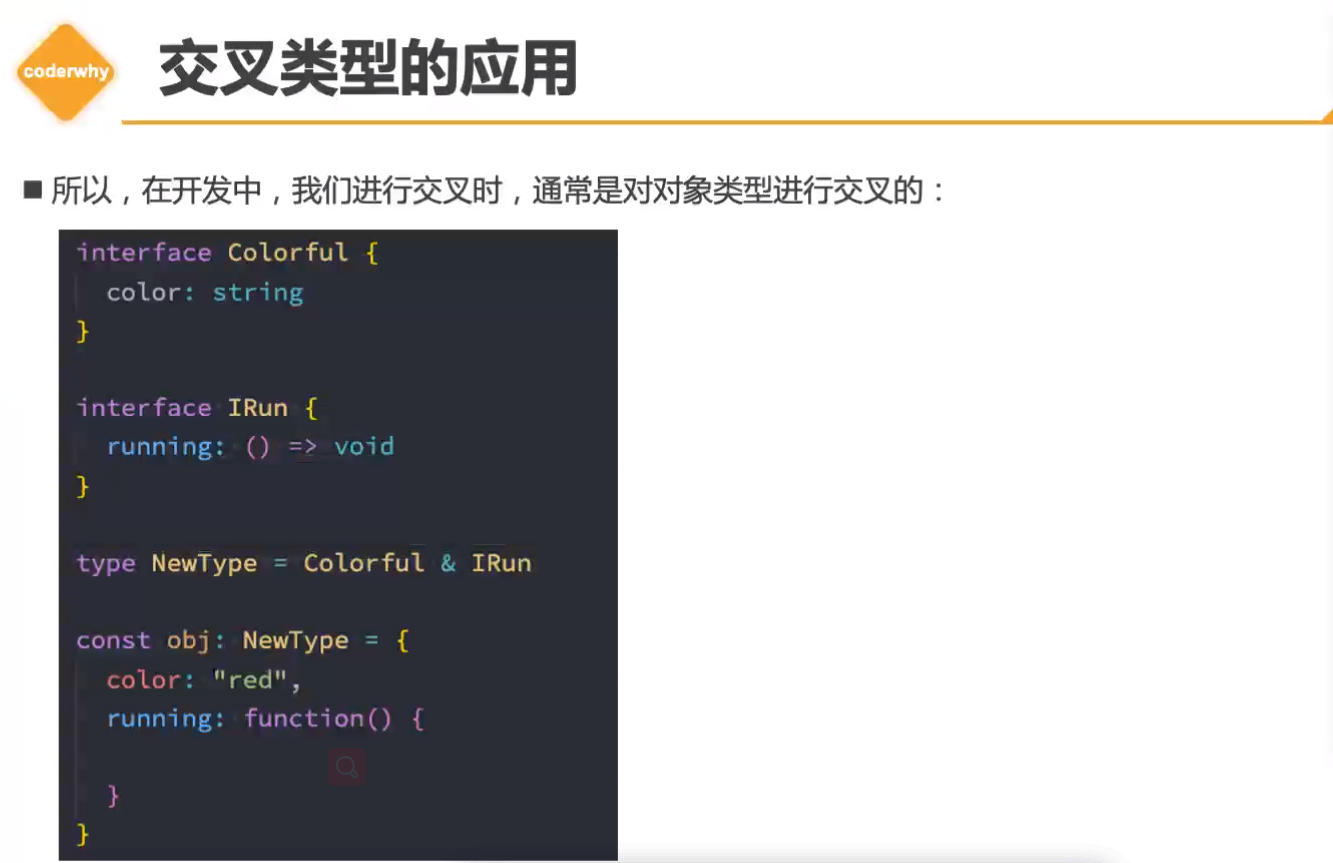 coderwhy
交叉类型的应用
■ 所以，在开发中，我们进行交叉时，通常是对对象类型进行交叉的：
interface Colorful {
  color: string
}
interface IRun {
  running: () => void
}
type NewType = Colorful & IRun
const obj: NewType = {
  color: "red",
  running: function() {
  }
}